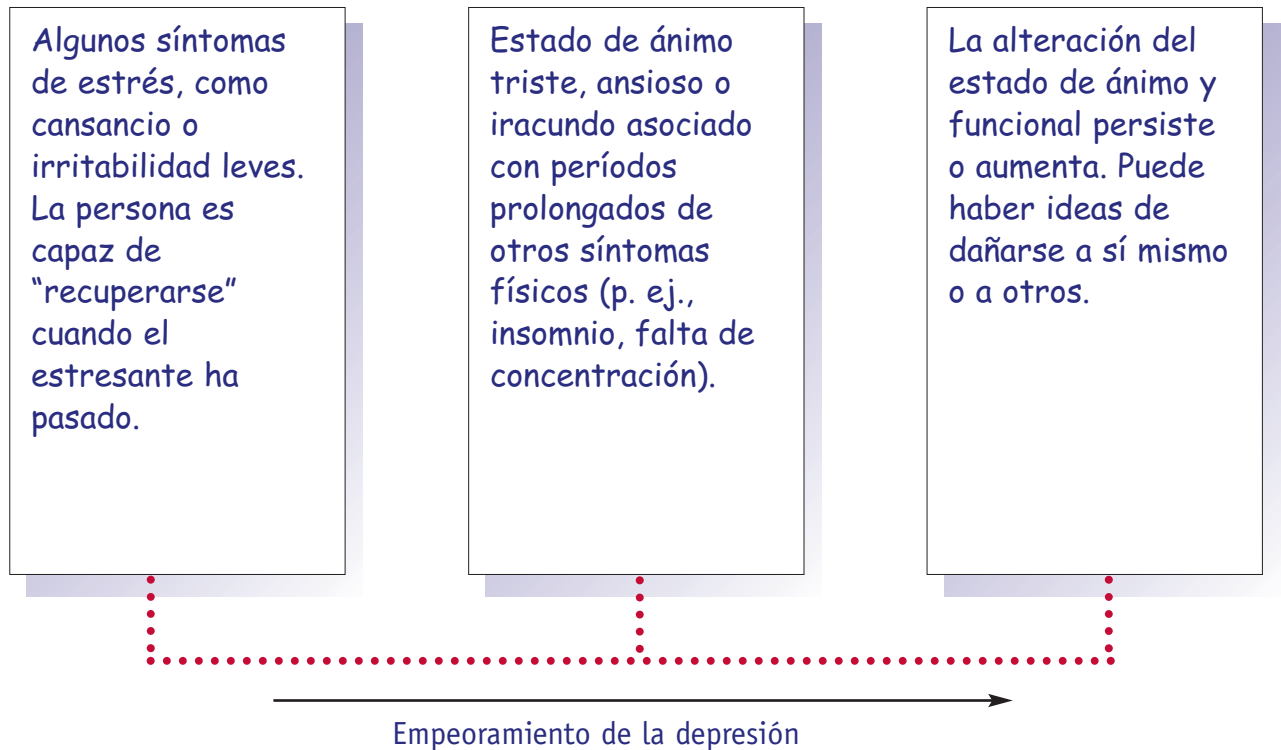 Algunos síntomas
de estrés, como
cansancio o
irritabilidad leves.
La persona es
capaz de
“recuperarse”
cuando el
estresante ha
pasado.
Estado de ánimo
triste, ansioso o
iracundo asociado
con períodos
prolongados de
otros síntomas
físicos (p. ej.,
insomnio, falta de
concentración).
La alteración del
estado de ánimo y
funcional persiste
o aumenta. Puede
haber ideas de
dañarse a sí mismo
o a otros.
Empeoramiento de la depresión